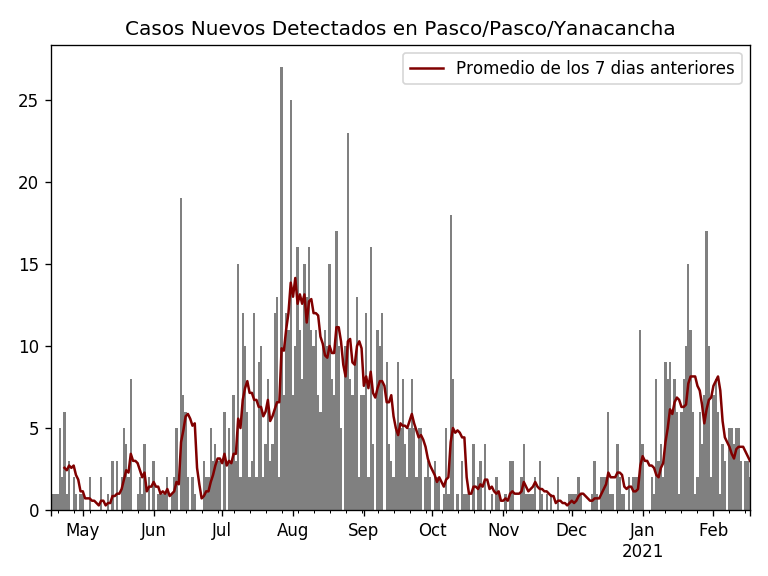 Casos Nuevos Detectados en Pasco/Pasco/Yanacancha
Promedio de los 7 dias anteriores
25
20
15
10
5
0
May Jun Jul Aug Sep Oct Nov Dec Jan Feb
2021